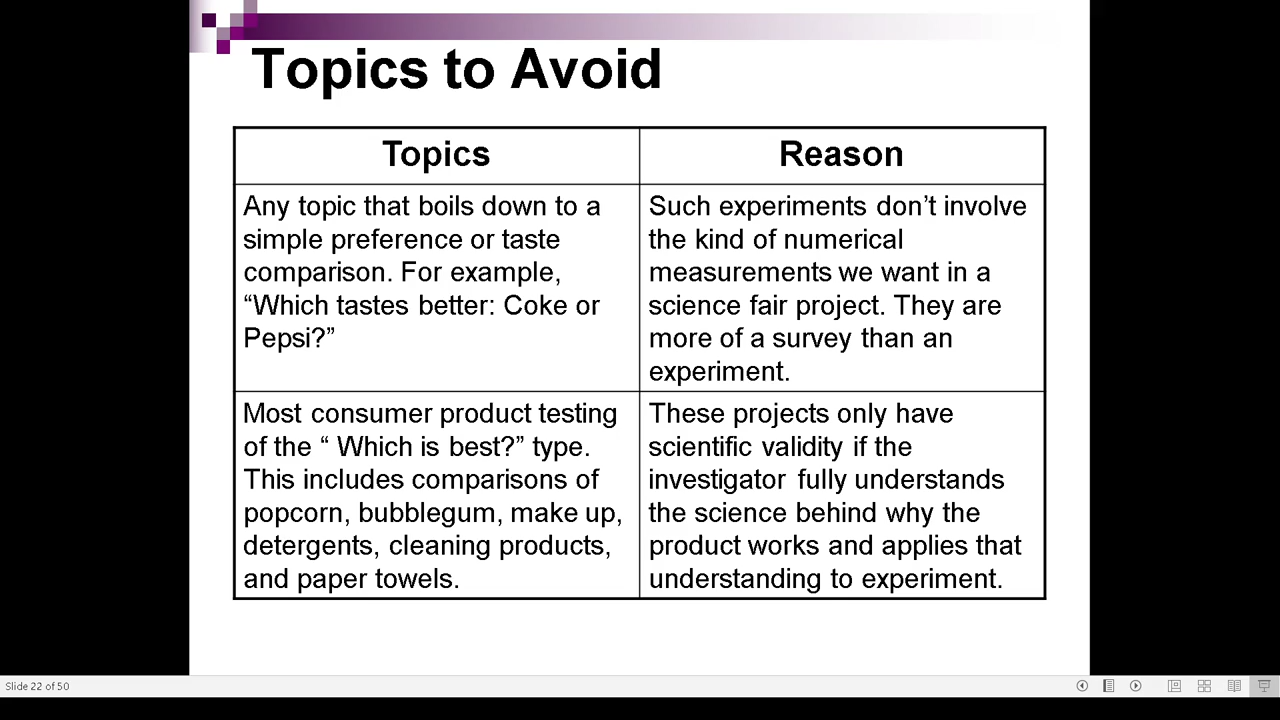 Topics to Avoid
Topics
Reason
Any topic that boils down to a
simple preference or taste
comparison. For example,
“Which tastes better: Coke or
Pepsi?”
Such experiments don’t involve
the kind of numerical
measurements we want in a
science fair project. They are
more of a survey than an
experiment.
Most consumer product testing
of the “ Which is best?” type.
This includes comparisons of
popcorn, bubblegum, make up,
detergents, cleaning products,
and paper towels.
These projects only have
scientific validity if the
investigator fully understands
the science behind why the
product works and applies that
understanding to experiment.
Slide 22 of 50